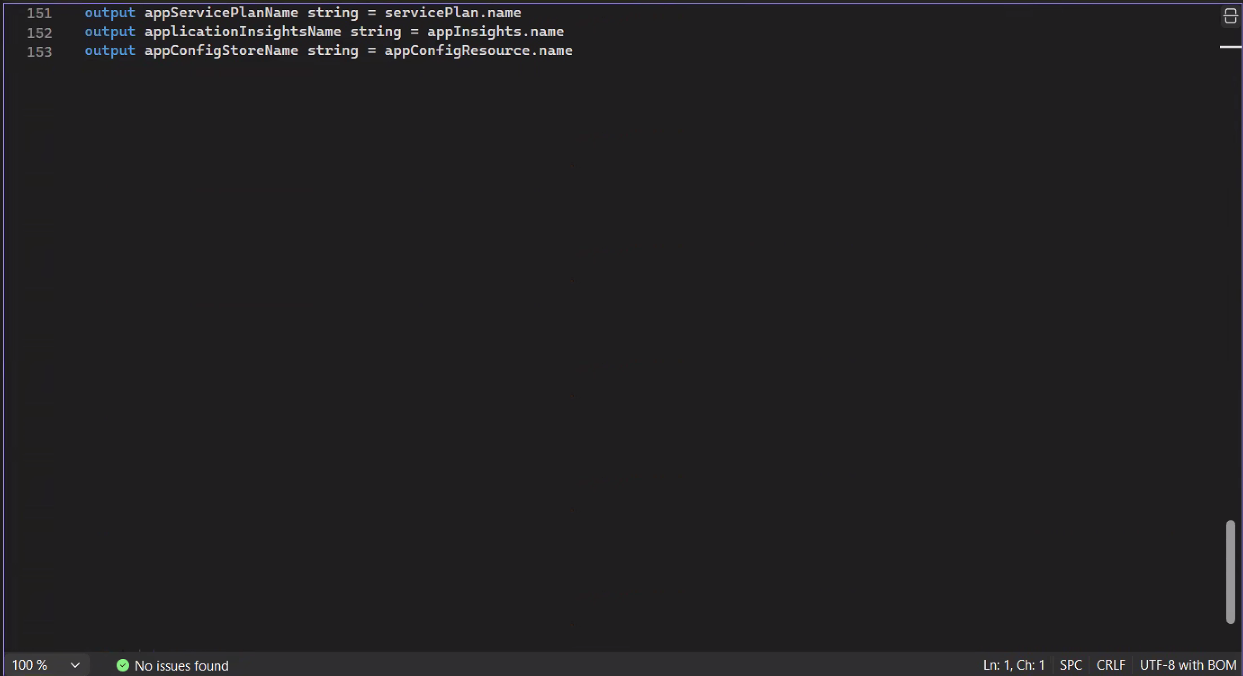 151 output appServicePlanName string = servicePlan.name
152 output applicationInsightsName string = appInsights.name
153 output appConfigStoreName string = appConfigResource.name
100 % No issues found Ln: 1, Ch: 1 SPC CRLF UTF-8 with BOM